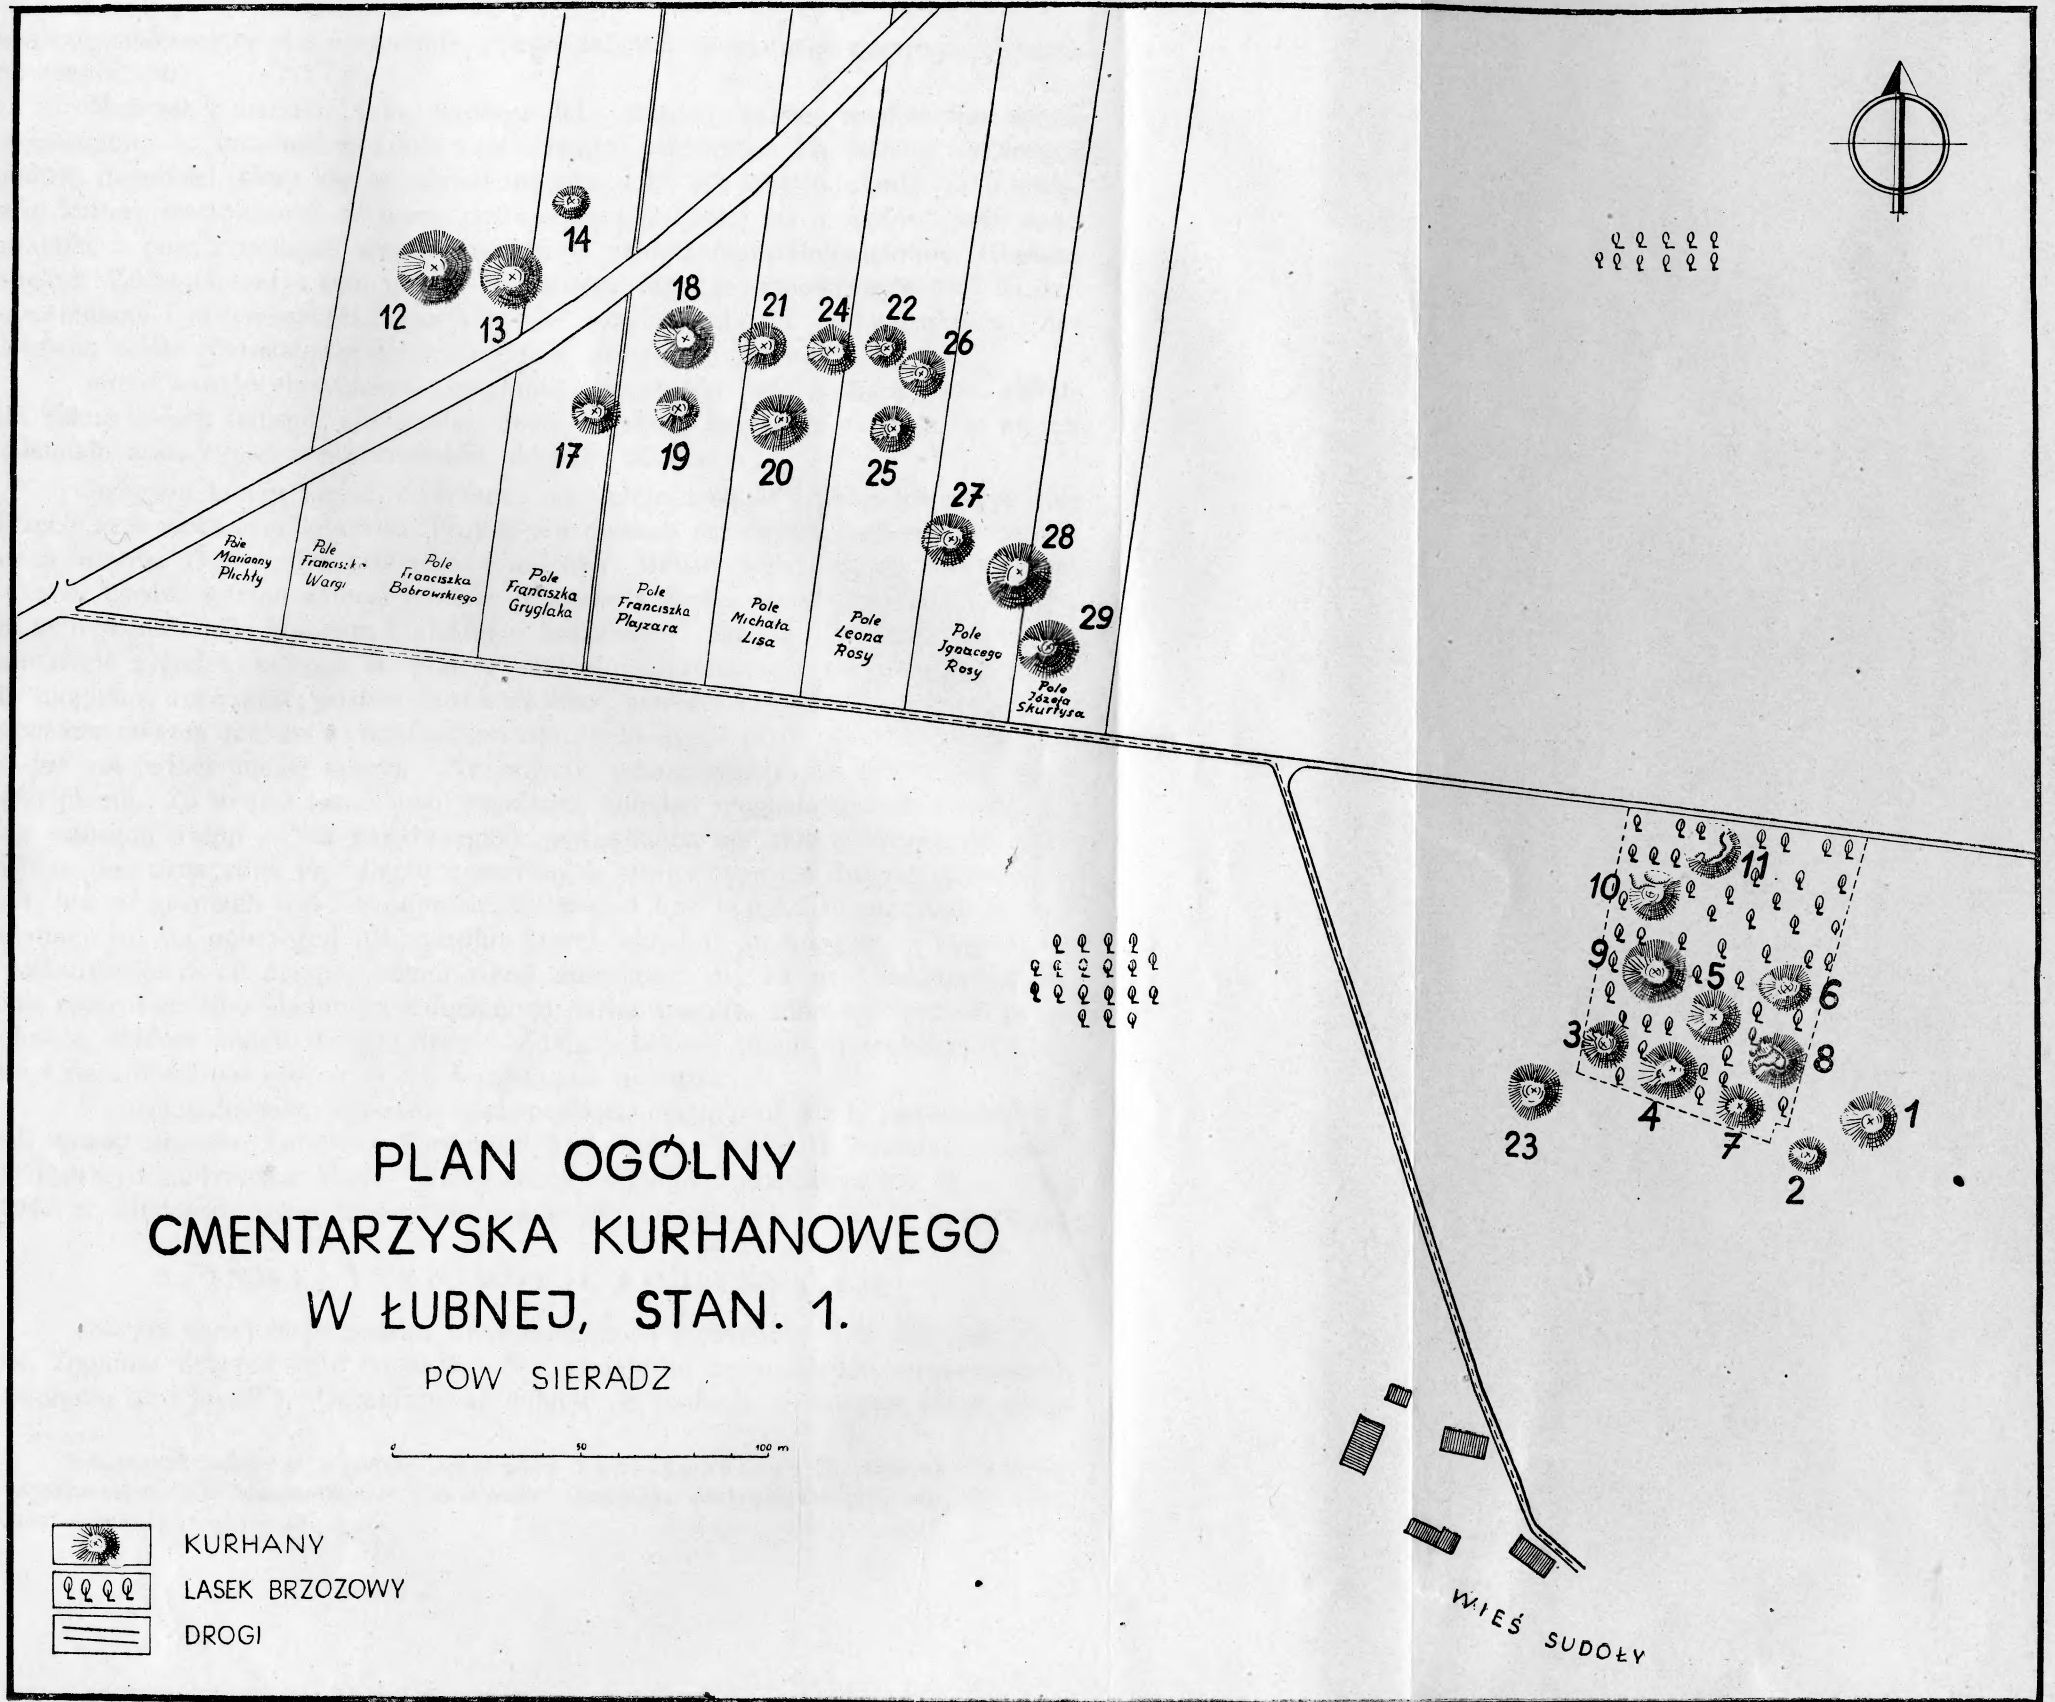 14
12
13
18
21
24
22
26
17
19
20
25
27
28
29
Pole
Marianny
Plichty
Pole
Franciszka
Wargi
Pole
Franciszka
Bobrowskiego
Pole
Franciszka
Gryglaka
Pole
Franciszka
Plajzara
Pole
Michała
Lisa
Pole
Leona
Rosy
Pole
Jgnacego
Rosy
Pole
Józefa
Skurtysa
11
10
9
5
6
3
8
4
7
23
1
2
PLAN OGÓLNY
CMENTARZYSKA KURHANOWEGO
W ŁUBNEJ, STAN. 1.
POW SIERADZ
0 50 100 m
KURHANY
LASEK BRZOZOWY
DROGI
WIEŚ SUDOŁY